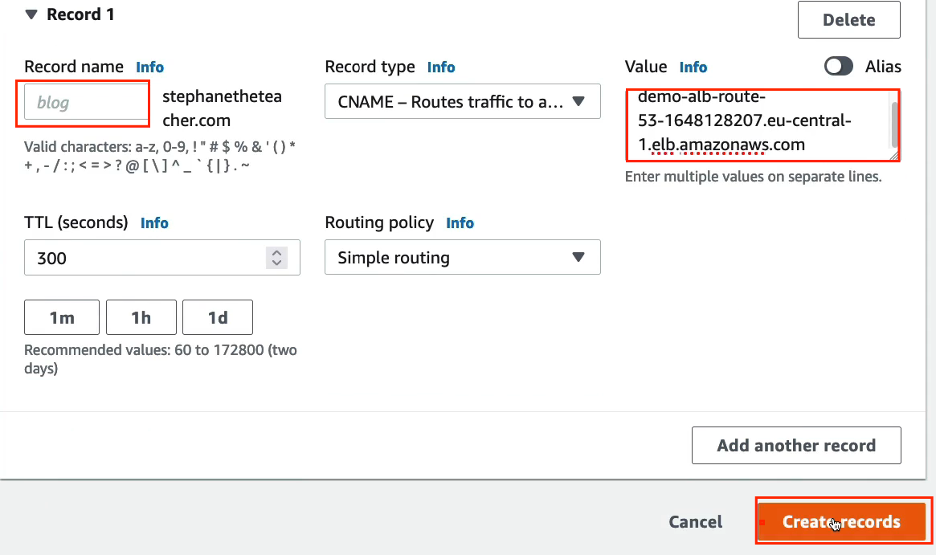 Record 1
Delete
Record name Info
blog
stephanethetea
cher.com
Valid characters: a-z, 0-9, ! " # $ % & ' ( ) *
+ , - / : ; < = > ? @ [ \ ] ^ _ ` { | } . ~
Record type Info
CNAME – Routes traffic to a...
Value Info
Alias
demo-alb-route-
53-1648128207.eu-central-
1.elb.amazonaws.com
Enter multiple values on separate lines.
TTL (seconds) Info
300
1m 1h 1d
Recommended values: 60 to 172800 (two
days)
Routing policy Info
Simple routing
Add another record
Cancel
Create records